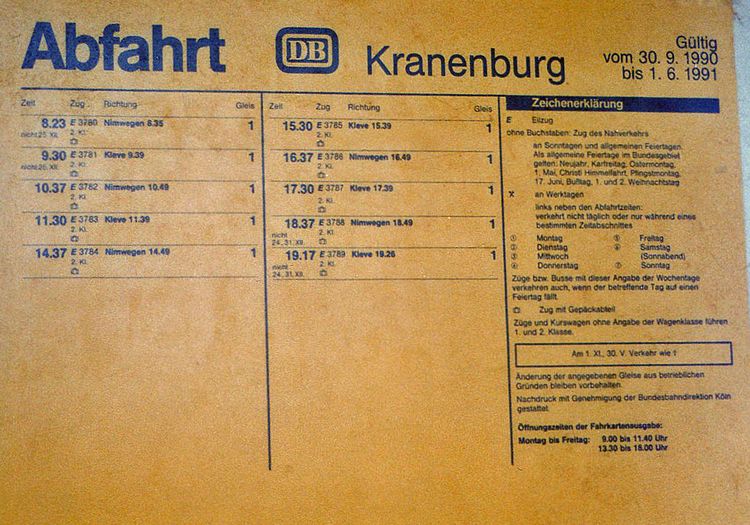 Abfahrt
DB
Kranenburg
Gültig
vom 30. 9. 1990
bis 1. 6. 1991
Zeit Zug Richtung Gleis
8.23 E 3780 Nimwegen 8.35 1
nicht 25. XII. 2. Kl.
9.30 E 3781 Kleve 9.39 1
nicht 25. XII. 2. Kl.
10.37 E 3782 Nimwegen 10.49 1
2. Kl.
11.30 E 3783 Kleve 11.39 1
2. Kl.
14.37 E 3784 Nimwegen 14.49 1
2. Kl.
Zeit Zug Richtung Gleis
15.30 E 3785 Kleve 15.39 1
2. Kl.
16.37 E 3786 Nimwegen 16.49 1
2. Kl.
17.30 E 3787 Kleve 17.39 1
2. Kl.
18.37 E 3788 Nimwegen 18.49 1
nicht 2. Kl.
24., 31. XII.
19.17 E 3789 Kleve 19.26 1
nicht 2. Kl.
24., 31. XII.
Zeichenerklärung
E Eilzug
ohne Buchstaben: Zug des Nahverkehrs
an Sonntagen und allgemeinen Feiertagen.
Als allgemeine Feiertage im Bundesgebiet
gelten: Neujahr, Karfreitag, Ostermontag,
1. Mai, Christi Himmelfahrt, Pfingstmontag,
17. Juni, Bußtag, 1. und 2. Weihnachtstag
X an Werktagen
links neben den Abfahrtzeiten:
verkehrt nicht täglich oder nur während eines
bestimmten Zeitabschnittes
① Montag ⑤ Freitag
② Dienstag ⑥ Samstag
③ Mittwoch (Sonnabend)
④ Donnerstag ⑦ Sonntag
Züge bzw. Busse mit dieser Angabe der Wochentage
verkehren auch, wenn der betreffende Tag auf einen
Feiertag fällt.
Zug mit Gepäckabteil
Züge und Kurswagen ohne Angabe der Wagenklasse führen
1. und 2. Klasse.
Am 1. XI., 30. V. Verkehr wie
Änderung der angegebenen Gleise aus betrieblichen
Gründen bleiben vorbehalten.
Nachdruck mit Genehmigung der Bundesbahndirektion Köln
gestattet
Öffnungszeiten der Fahrkartenausgabe:
Montag bis Freitag: 9.00 bis 11.40 Uhr
13.30 bis 18.00 Uhr